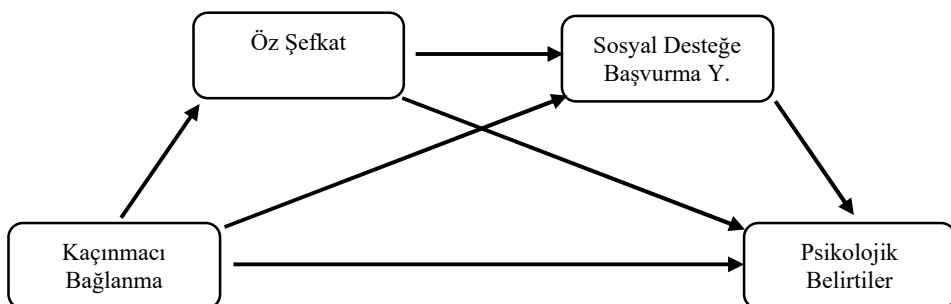 Öz Şefkat
Sosyal Desteğe
Başvurma Y.
Kaçınmacı
Bağlanma
Psikolojik
Belirtiler